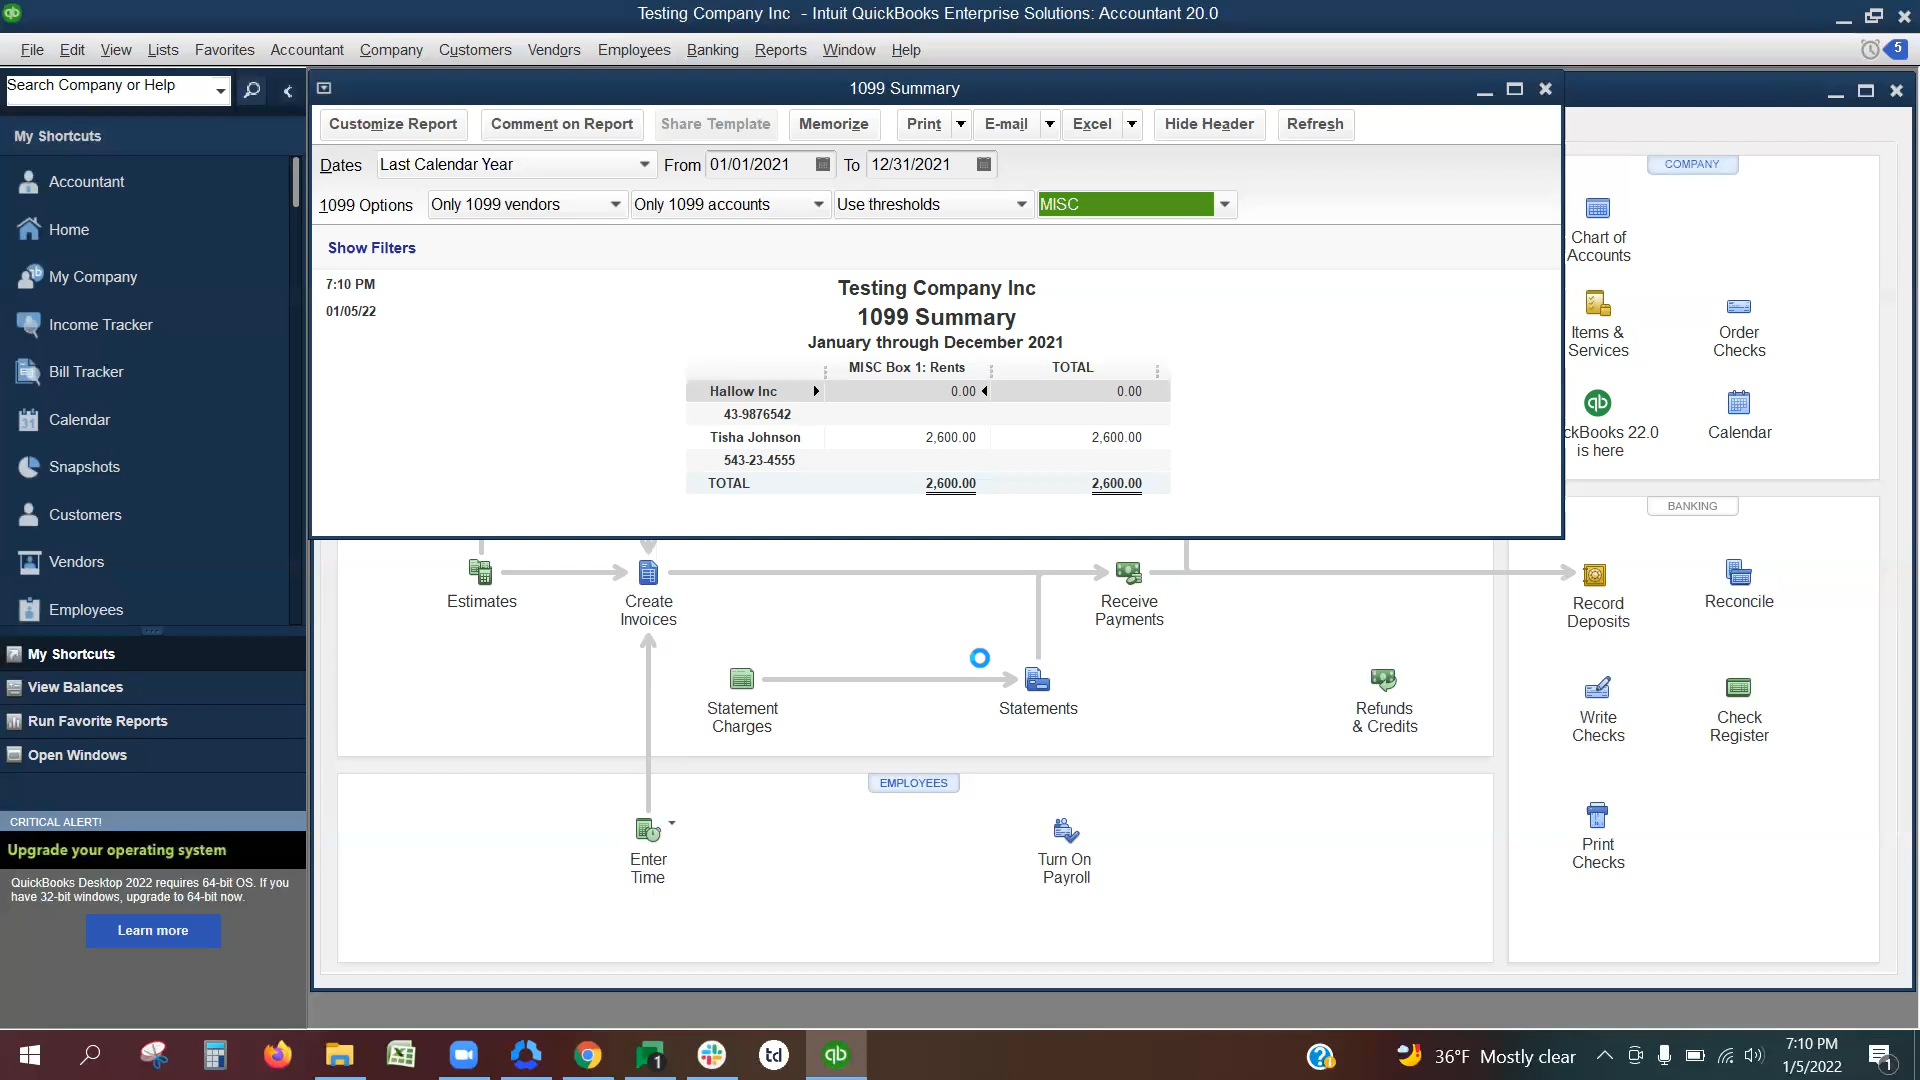 Testing Company Inc - Intuit QuickBooks Enterprise Solutions: Accountant 20.0
File Edit View Lists Favorites Accountant Company Customers Vendors Employees Banking Reports Window Help
5
Search Company or Help
My Shortcuts
Accountant
Home
My Company
Income Tracker
Bill Tracker
Calendar
Snapshots
Customers
Vendors
Employees
My Shortcuts
View Balances
Run Favorite Reports
Open Windows
CRITICAL ALERT!
Upgrade your operating system
QuickBooks Desktop 2022 requires 64-bit OS. If you
have 32-bit windows, upgrade to 64-bit now.
Learn more
1099 Summary
Customize Report Comment on Report Share Template Memorize Print E-mail Excel Hide Header Refresh
Dates Last Calendar Year From 01/01/2021 To 12/31/2021
1099 Options Only 1099 vendors Only 1099 accounts Use thresholds MISC
Show Filters
7:10 PM
01/05/22
Testing Company Inc
1099 Summary
January through December 2021
MISC Box 1: Rents TOTAL
Hallow Inc 0.00 0.00
43-9876542
Tisha Johnson 2,600.00 2,600.00
543-23-4555
TOTAL 2,600.00 2,600.00
Estimates
Create
Invoices
Receive
Payments
Statement
Charges
Statements
Refunds
& Credits
EMPLOYEES
Enter
Time
Turn On
Payroll
COMPANY
Chart of
Accounts
Items &
Services
Order
Checks
qb
ckBooks 22.0
is here
Calendar
BANKING
Record
Deposits
Reconcile
Write
Checks
Check
Register
Print
Checks
1
td
qb
36°F Mostly clear
7:10 PM
1/5/2022
1